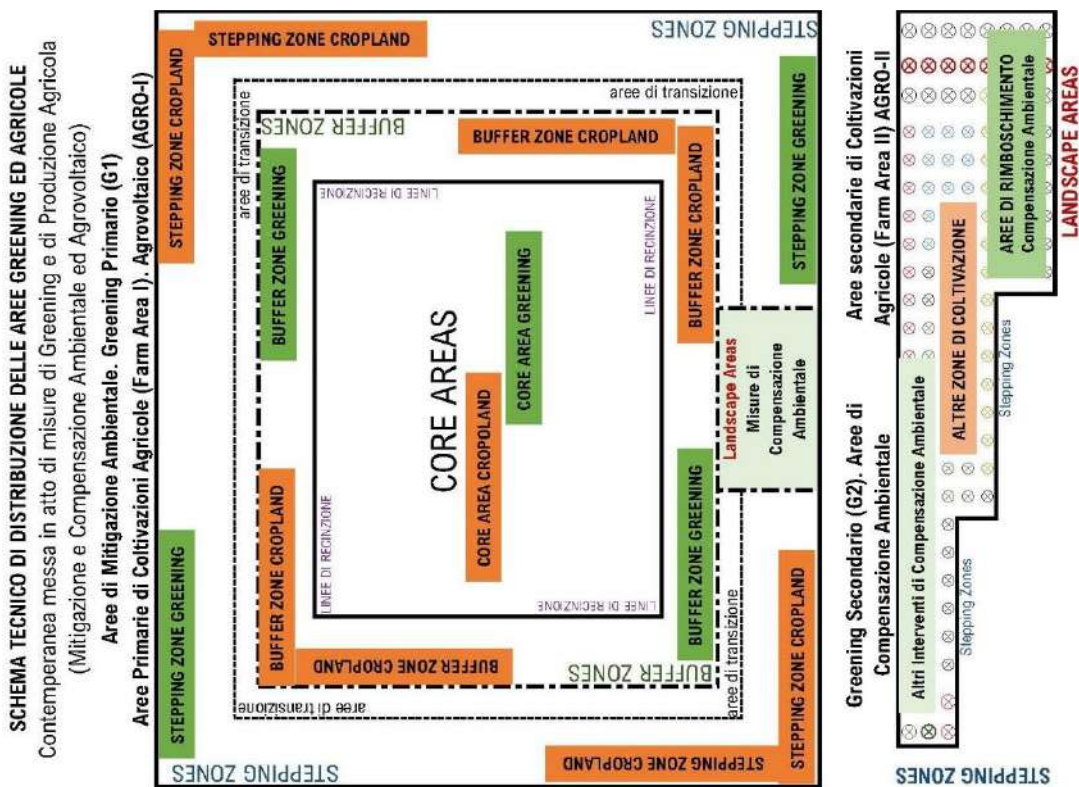 SCHEMA TECNICO DI DISTRIBUZIONE DELLE AREE GREENING ED AGRICOLE
Contemporanea messa in atto di misure di Greening e di Produzione Agricola
(Mitigazione e Compensazione Ambientale ed Agrovoltaico)
Aree di Mitigazione Ambientale. Greening Primario (G1)
Aree Primarie di Coltivazioni Agricole (Farm Area I). Agrovoltaico (AGRO-I)
STEPPING ZONE GREENING
STEPPING ZONE CROPLAND
STEPPING ZONE CROPLAND
STEPPING ZONES
STEPPING ZONES
aree di transizione
aree di transizione
BUFFER ZONES
BUFFER ZONE CROPLAND
BUFFER ZONE GREENING
BUFFER ZONE CROPLAND
BUFFER ZONE CROPLAND
LINEE DI RECINZIONE
LINEE DI RECINZIONE
CORE AREAS
CORE AREA CROPOLAND
CORE AREA GREENING
LINEE DI RECINZIONE
LINEE DI RECINZIONE
BUFFER ZONE GREENING
BUFFER ZONE CROPLAND
BUFFER ZONES
aree di transizione
aree di transizione
Landscape Areas
Misure di
Compensazione
Ambientale
STEPPING ZONE CROPLAND
STEPPING ZONE CROPLAND
STEPPING ZONE GREENING
Greening Secondario (G2). Aree di
Compensazione Ambientale
Aree secondarie di Coltivazioni
Agricole (Farm Area II) AGRO-II
STEPPING ZONES
Altri Interventi di Compensazione Ambientale
ALTRE ZONE DI COLTIVAZIONE
AREE DI RIMBOSCHIMENTO
Compensazione Ambientale
Stepping Zones
Stepping Zones
LANDSCAPE AREAS